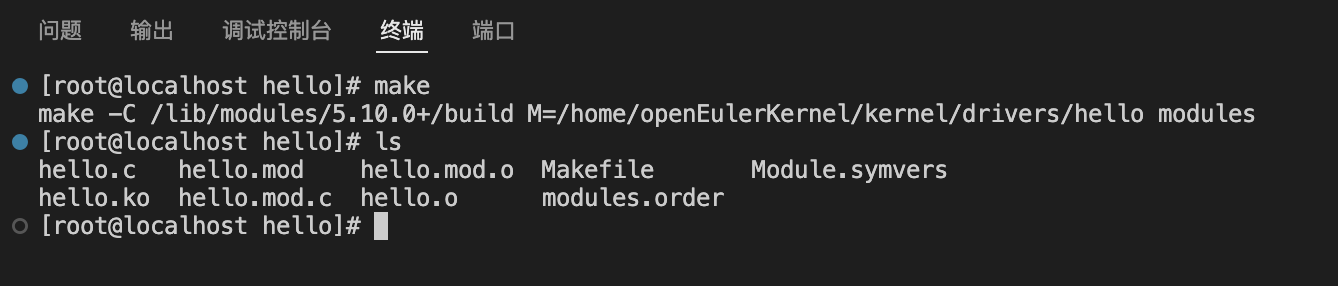 问题 输出 调试控制台 终端 端口
[root@localhost hello]# make
make -C /lib/modules/5.10.0+/build M=/home/openEulerKernel/kernel/drivers/hello modules
[root@localhost hello]# ls
hello.c hello.mod hello.mod.o Makefile Module.symvers
hello.ko hello.mod.c hello.o modules.order
[root@localhost hello]#